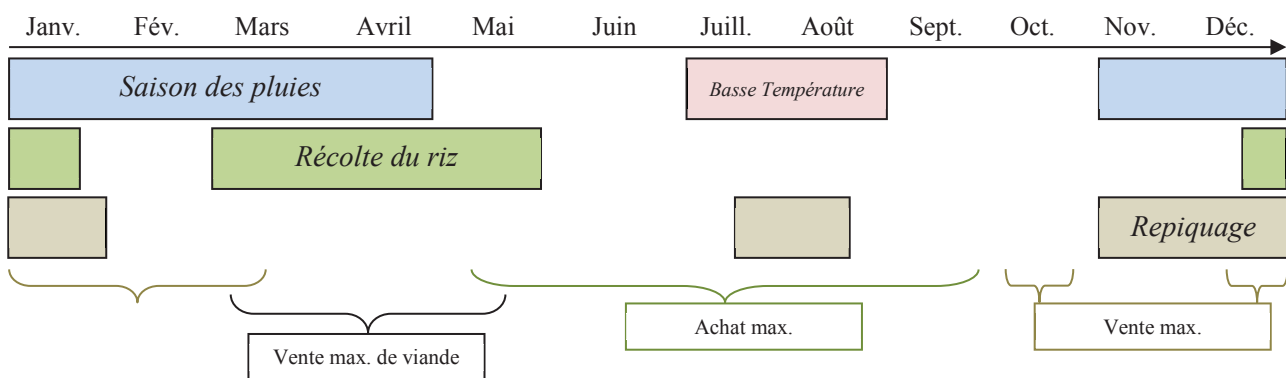 Janv. Fév. Mars Avril Mai Juin Juill. Août Sept. Oct. Nov. Déc.
Saison des pluies Basse Température
Récolte du riz
Repiquage
Achat max. Vente max.
Vente max. de viande